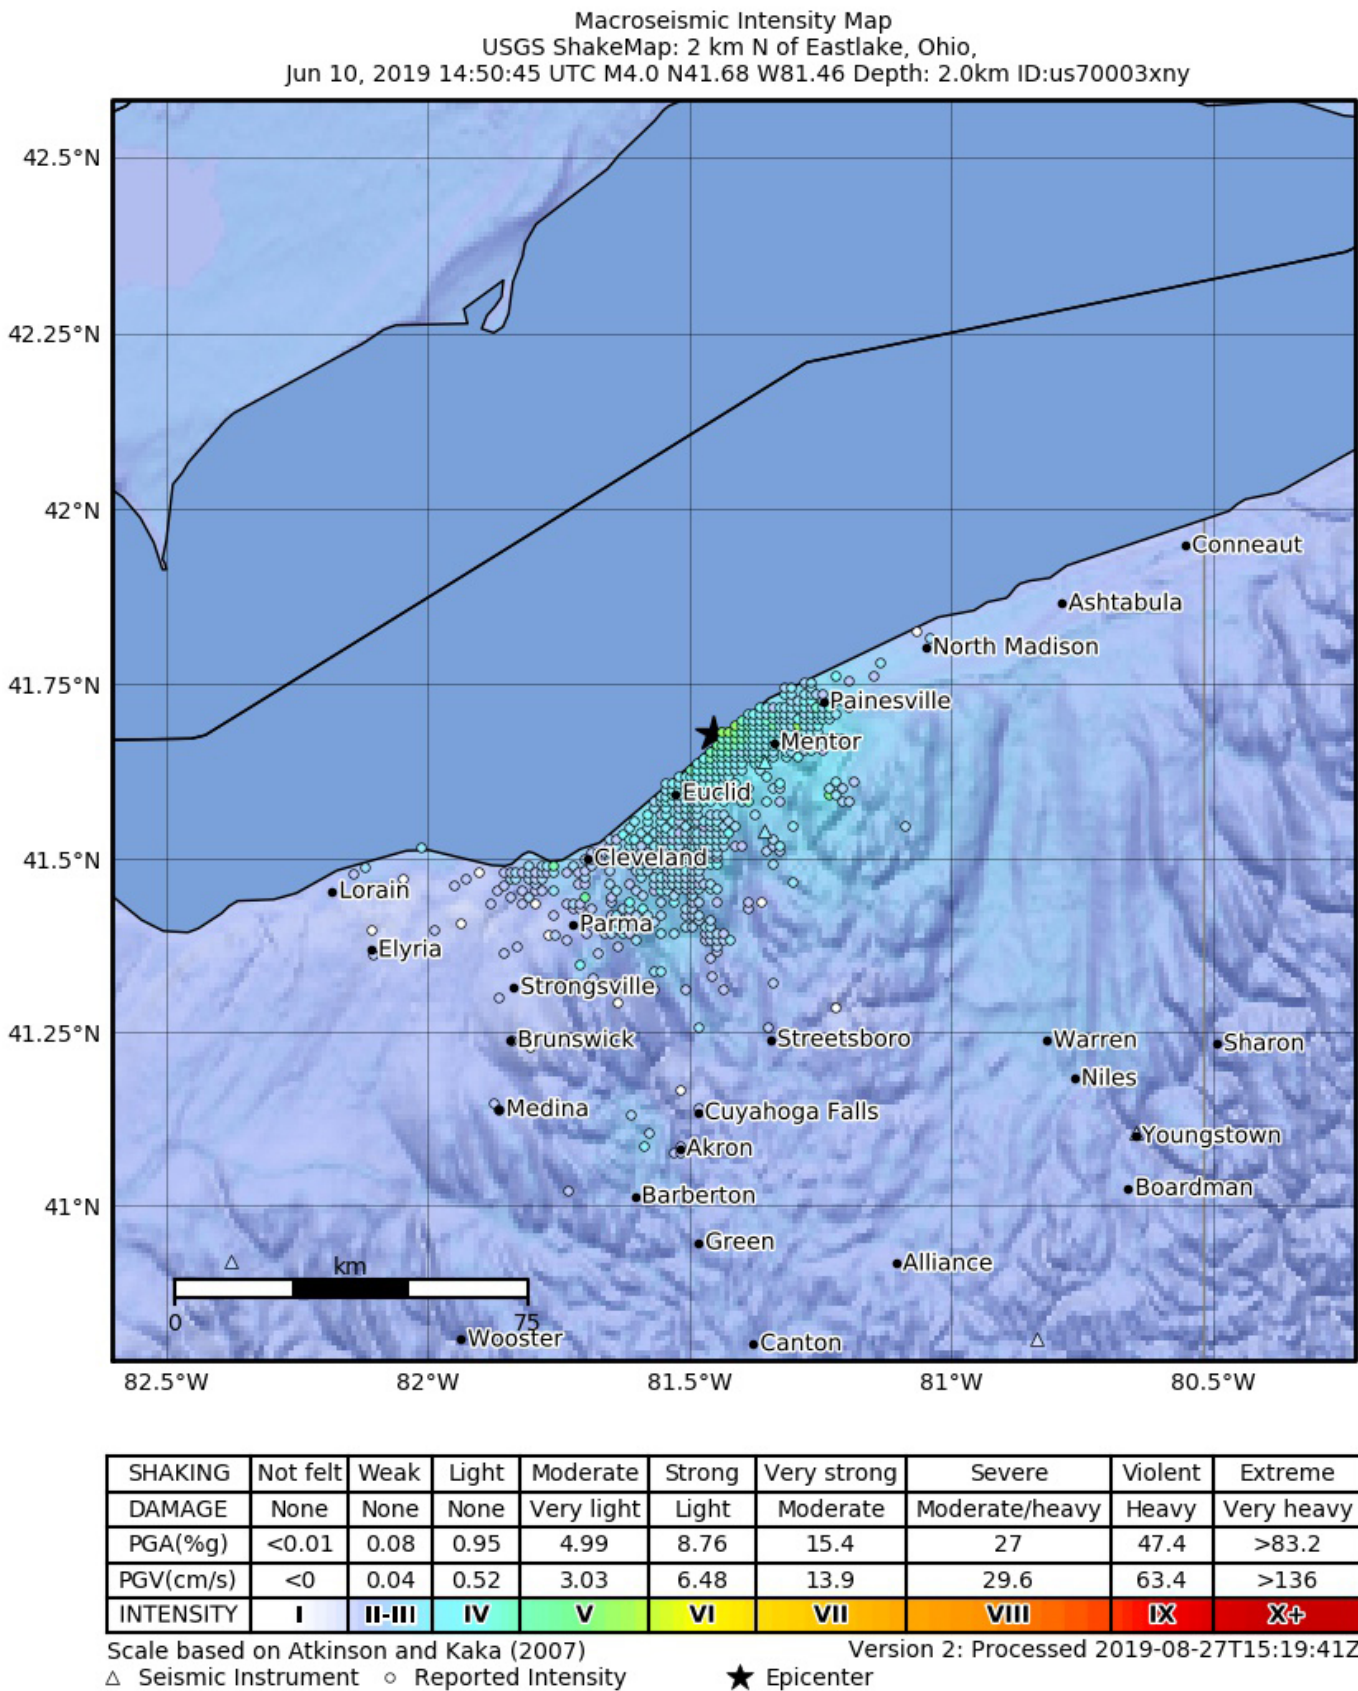 Macroseismic Intensity Map
USGS ShakeMap: 2 km N of Eastlake, Ohio,
Jun 10, 2019 14:50:45 UTC M4.0 N41.68 W81.46 Depth: 2.0km ID:us70003xny
42.5°N
42.25°N
42°N
Conneaut
Ashtabula
North Madison
41.75°N
Painesville
Mentor
Euclid
41.5°N
Cleveland
Lorain
Parma
Elyria
Strongsville
41.25°N
Brunswick
Streetsboro
Warren
Sharon
Niles
Medina
Cuyahoga Falls
Youngstown
Akron
Boardman
Barberton
41°N
Green
Alliance
km
0 75
Wooster
Canton
82.5°W 82°W 81.5°W 81°W 80.5°W
SHAKING Not felt Weak Light Moderate Strong Very strong Severe Violent Extreme
DAMAGE None None None Very light Light Moderate Moderate/heavy Heavy Very heavy
PGA(%g) <0.01 0.08 0.95 4.99 8.76 15.4 27 47.4 >83.2
PGV(cm/s) <0 0.04 0.52 3.03 6.48 13.9 29.6 63.4 >136
INTENSITY I II-III IV V VI VII VIII IX X+
Scale based on Atkinson and Kaka (2007) Version 2: Processed 2019-08-27T15:19:41Z
Seismic Instrument Reported Intensity Epicenter